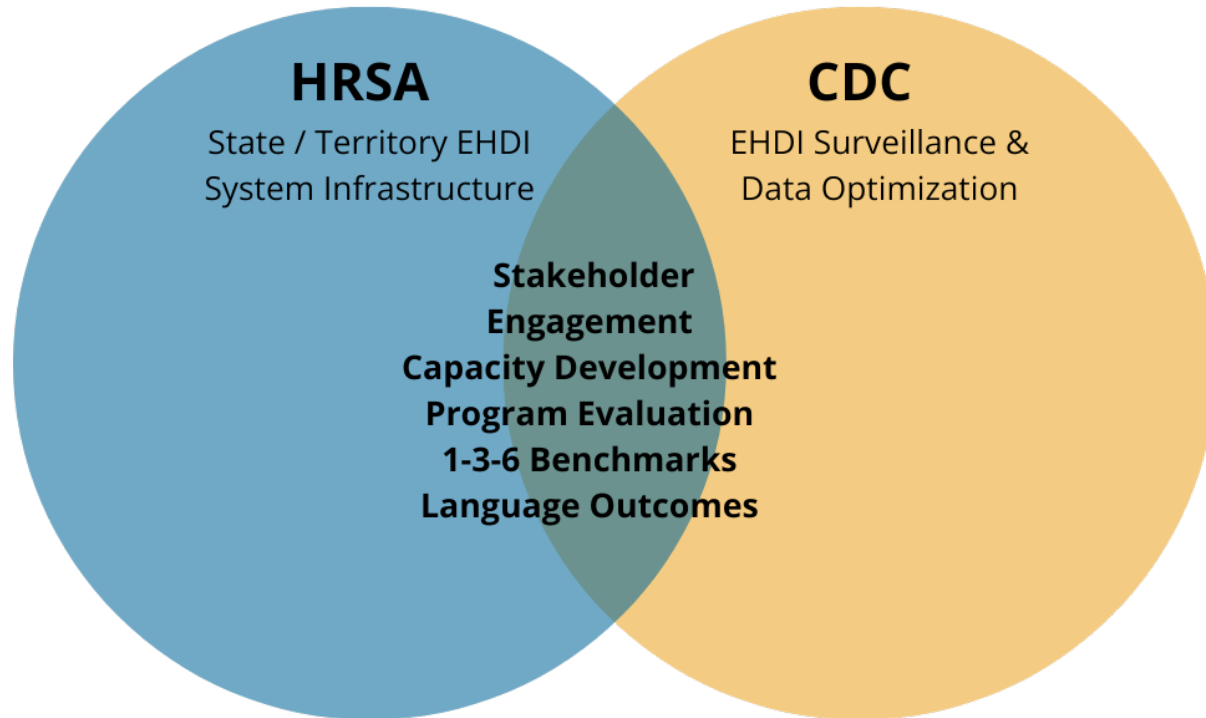 HRSA
State / Territory EHDI
System Infrastructure
CDC
EHDI Surveillance &
Data Optimization
Stakeholder
Engagement
Capacity Development
Program Evaluation
1-3-6 Benchmarks
Language Outcomes